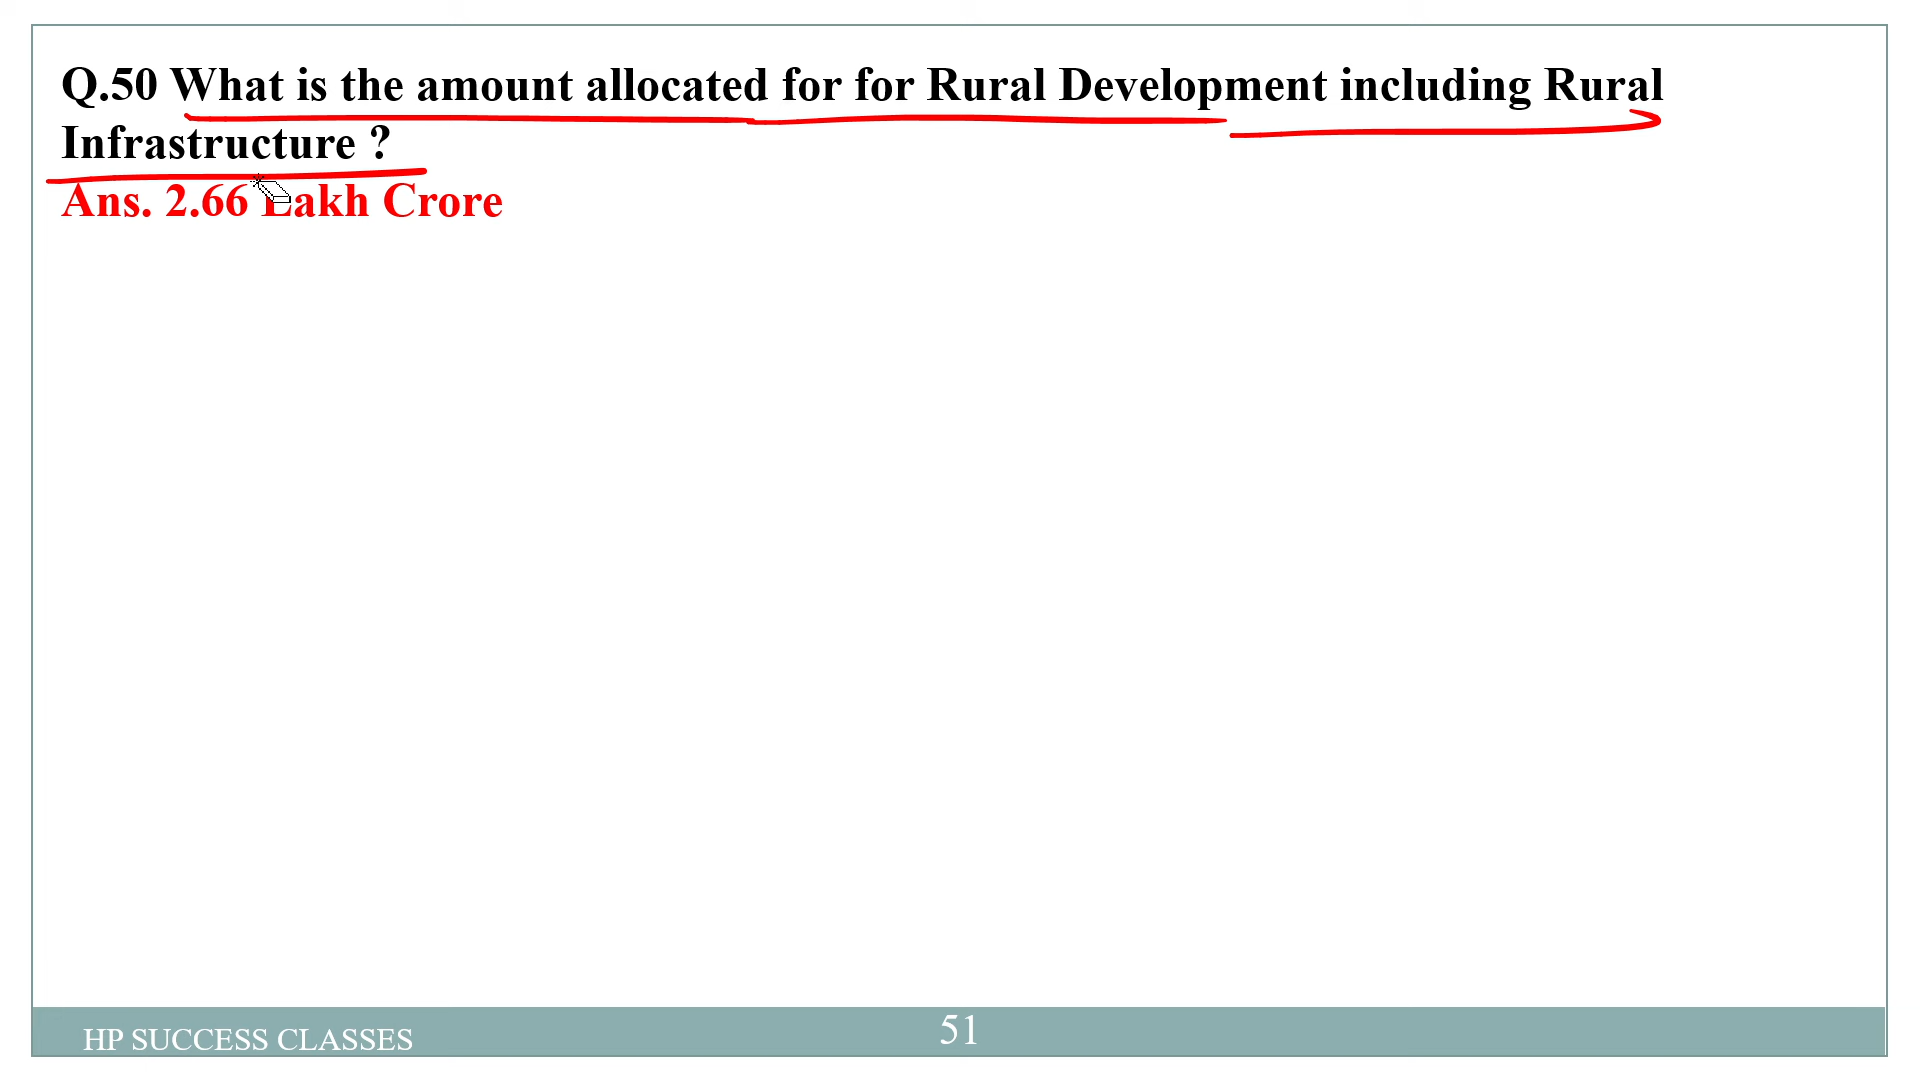 Q.50 What is the amount allocated for for Rural Development including Rural
Infrastructure ?
Ans. 2.66 Lakh Crore
HP SUCCESS CLASSES
51